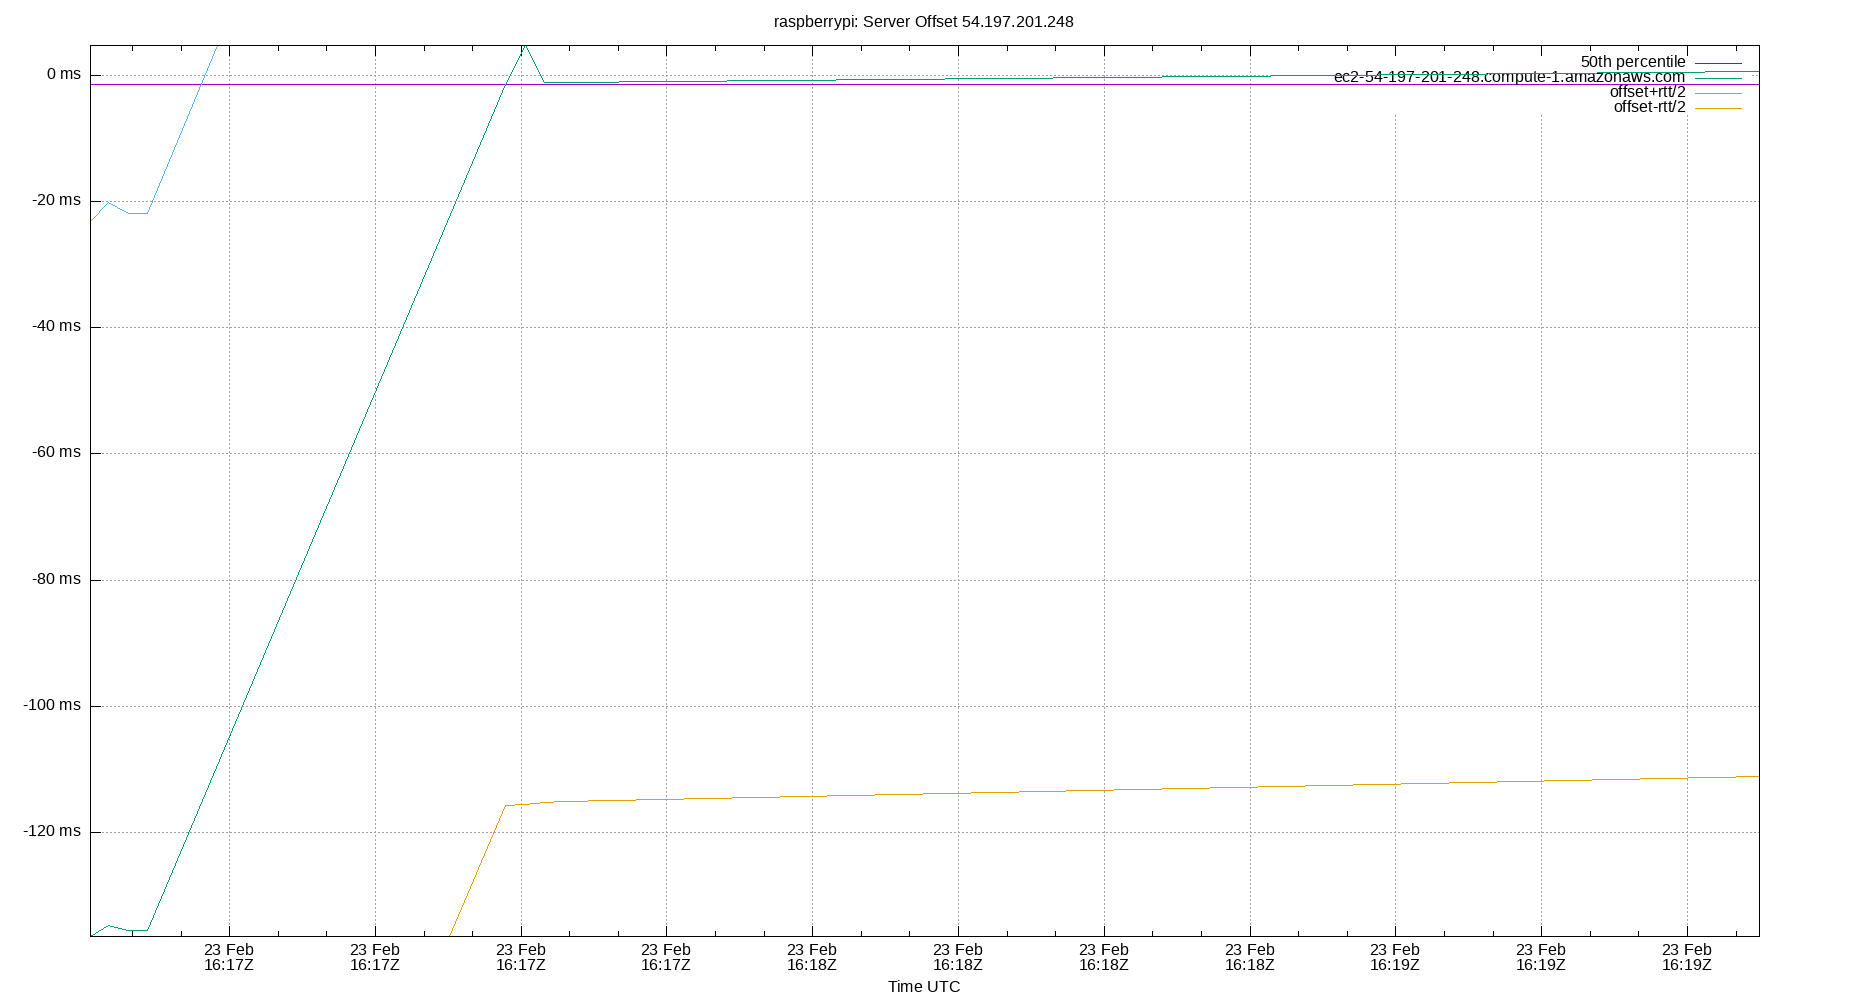 raspberrypi: Server Offset 54.197.201.248
50th percentile
ec2-54-197-201-248.compute-1.amazonaws.com
offset+rtt/2
offset-rtt/2
0 ms
-20 ms
-40 ms
-60 ms
-80 ms
-100 ms
-120 ms
23 Feb 23 Feb 23 Feb 23 Feb 23 Feb 23 Feb 23 Feb 23 Feb 23 Feb 23 Feb 23 Feb
16:17Z 16:17Z 16:17Z 16:17Z 16:18Z 16:18Z 16:18Z 16:18Z 16:19Z 16:19Z 16:19Z
Time UTC